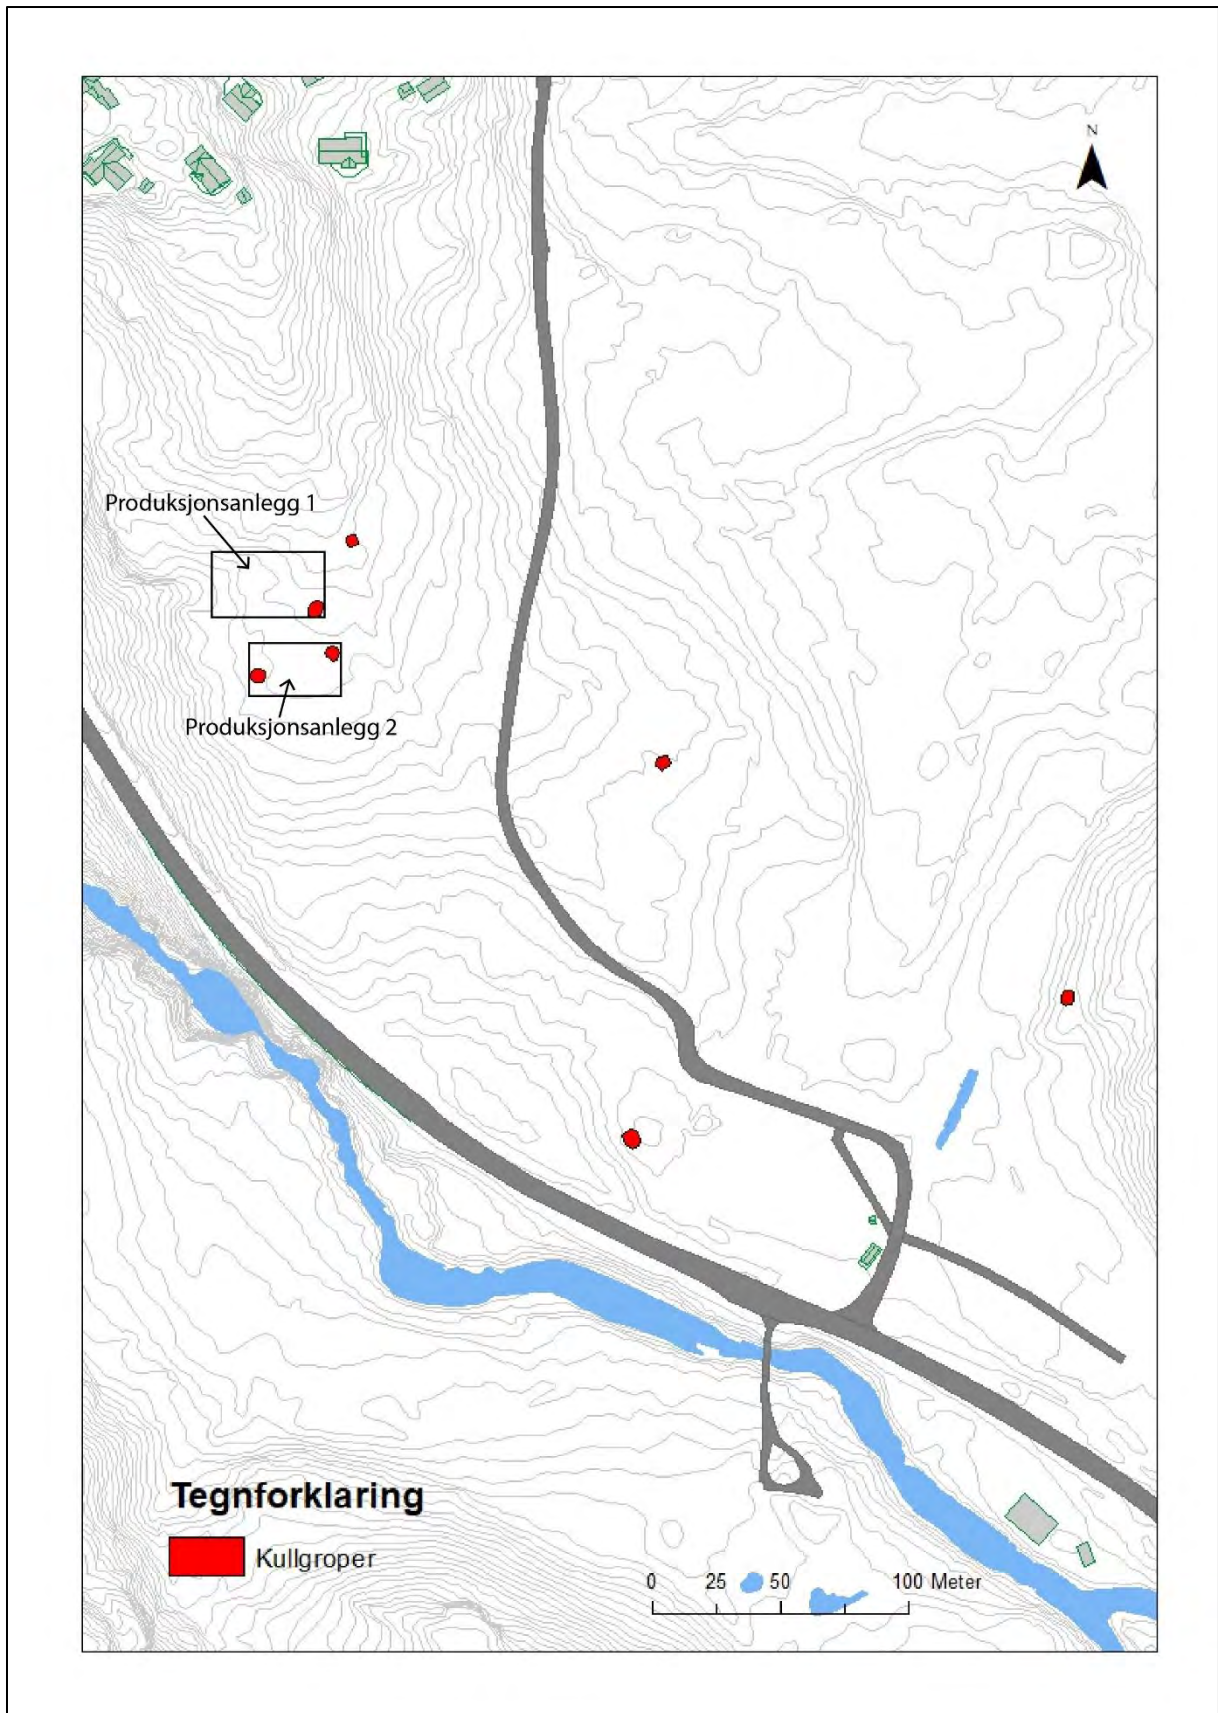 N
Produksjonsanlegg 1
Produksjonsanlegg 2
Tegnforklaring
Kullgroper
0 25 50 100 Meter